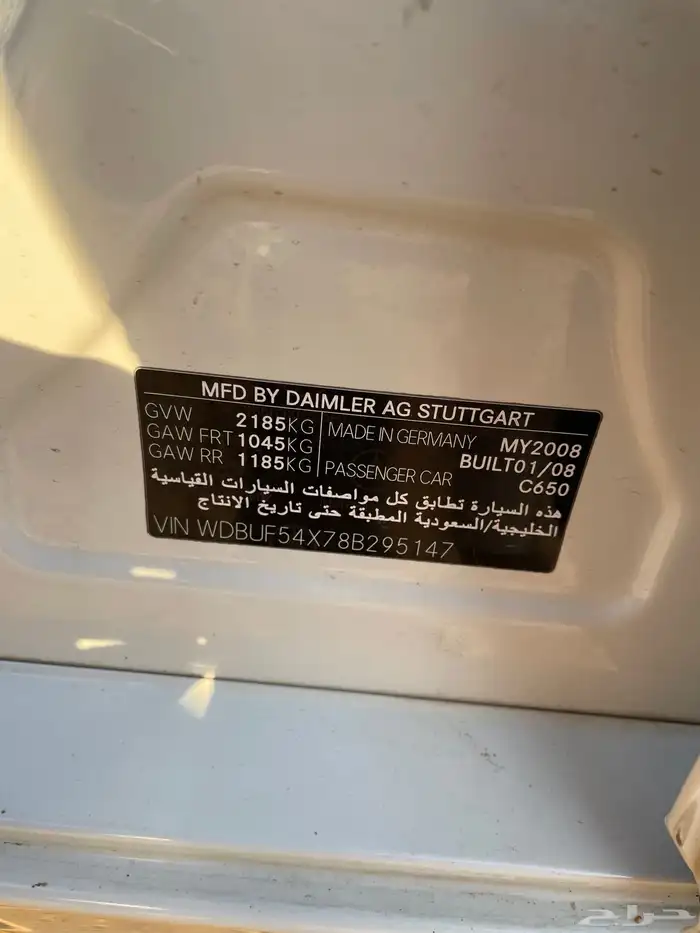 MFD BY DAIMLER AG STUTTGART
GVW 2185KG
GAW FRT 1045KG
GAW RR 1185KG
MADE IN GERMANY MY2008
BUILT01/08
PASSENGER CAR C650
هذه السيارة تطابق كل مواصفات السيارات القياسية
الخليجية/السعودية المطبقة حتى تاريخ الانتاج
VIN WDBUF54X78B295147
حراج